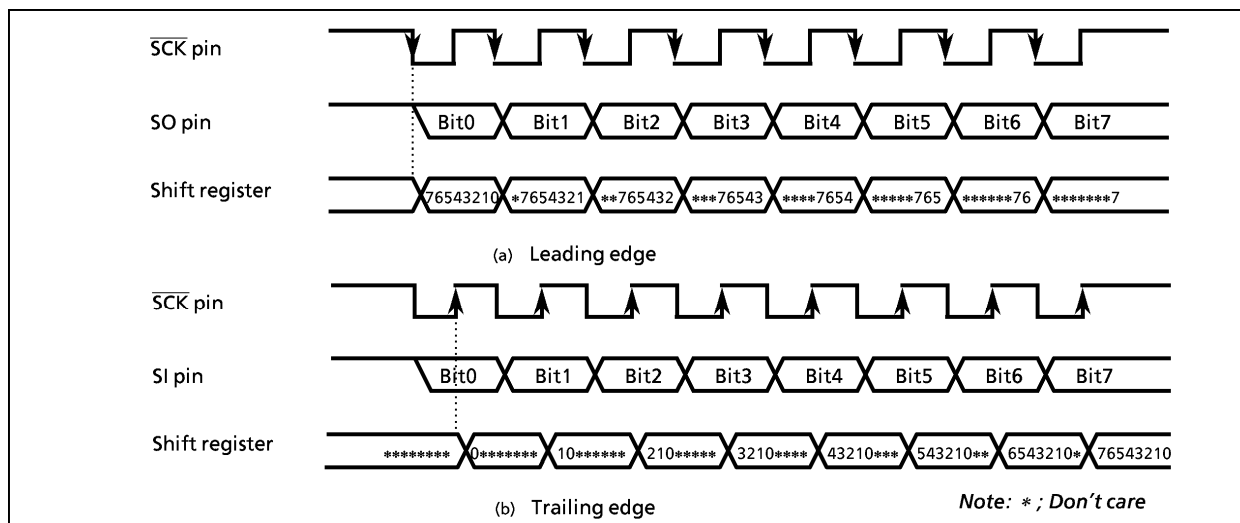 SCK pin
SO pin Bit0 Bit1 Bit2 Bit3 Bit4 Bit5 Bit6 Bit7
Shift register 76543210 *7654321 **765432 ***76543 ****7654 *****765 ******76 *******7
(a) Leading edge
SCK pin
SI pin Bit0 Bit1 Bit2 Bit3 Bit4 Bit5 Bit6 Bit7
Shift register ******** 0******* 10****** 210***** 3210**** 43210*** 543210** 6543210* 76543210
(b) Trailing edge
Note: * ; Don't care